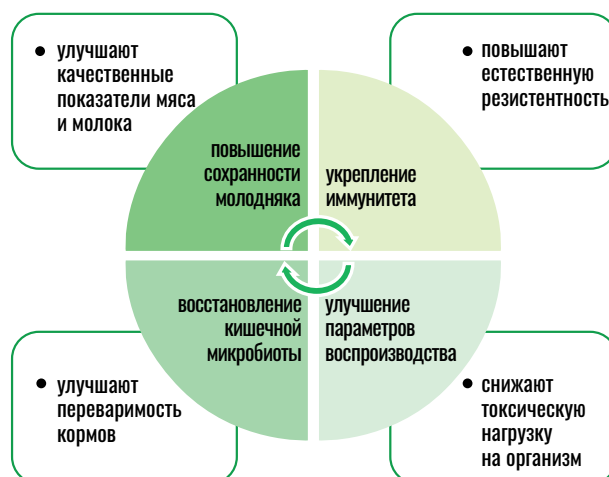 • улучшают
качественные
показатели мяса
и молока
• повышают
естественную
резистентность
повышение
сохранности
молодняка
укрепление
иммунитета
восстановление
кишечной
микробиоты
улучшение
параметров
воспроизводства
• улучшают
переваримость
кормов
• снижают
токсическую
нагрузку
на организм